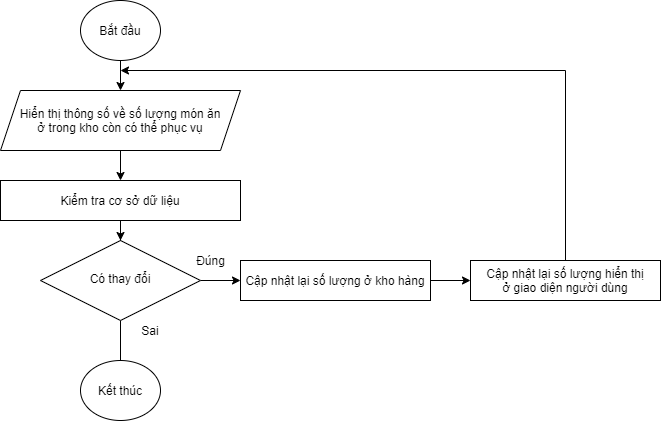 Bắt đầu
Hiển thị thông số về số lượng món ăn
ở trong kho còn có thể phục vụ
Kiểm tra cơ sở dữ liệu
Có thay đổi
Đúng
Cập nhật lại số lượng ở kho hàng
Cập nhật lại số lượng hiển thị
ở giao diện người dùng
Sai
Kết thúc